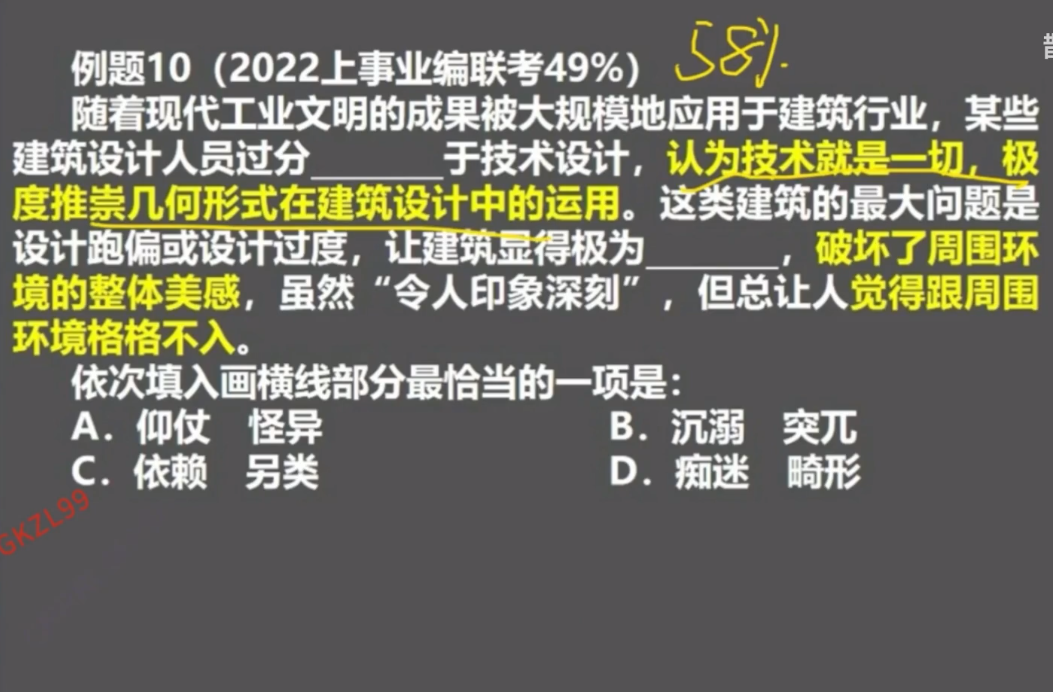 例题10（2022上事业编联考49%） 58%
随着现代工业文明的成果被大规模地应用于建筑行业，某些
建筑设计人员过分________于技术设计，认为技术就是一切，极
度推崇几何形式在建筑设计中的运用。这类建筑的最大问题是
设计跑偏或设计过度，让建筑显得极为________，破坏了周围环
境的整体美感，虽然“令人印象深刻”，但总让人觉得跟周围
环境格格不入。
依次填入画横线部分最恰当的一项是：
A．仰仗 怪异 B．沉溺 突兀
C．依赖 另类 D．痴迷 畸形
GKZL99